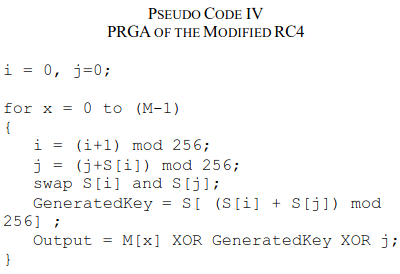 PSEUDO CODE IV
PRGA OF THE MODIFIED RC4
i = 0, j=0;
for x = 0 to (M-1)
{
i = (i+1) mod 256;
j = (j+S[i]) mod 256;
swap S[i] and S[j];
GeneratedKey = S[ (S[i] + S[j]) mod
256] ;
Output = M[x] XOR GeneratedKey XOR j;
}